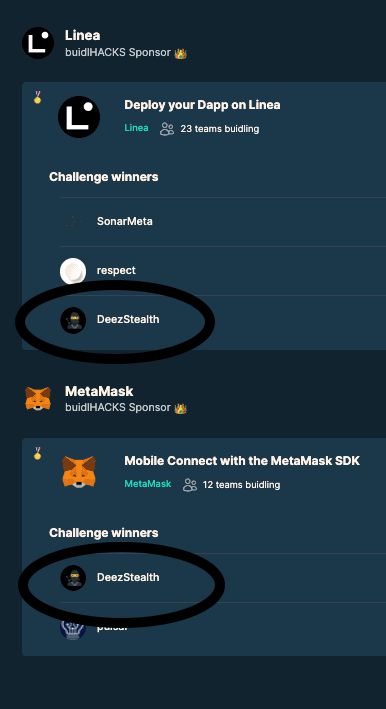 Linea
buidlHACKS Sponsor
Deploy your Dapp on Linea
Linea 23 teams buidling
Challenge winners
SonarMeta
respect
DeezStealth
MetaMask
buidlHACKS Sponsor
Mobile Connect with the MetaMask SDK
MetaMask 12 teams buidling
Challenge winners
DeezStealth
pulsar